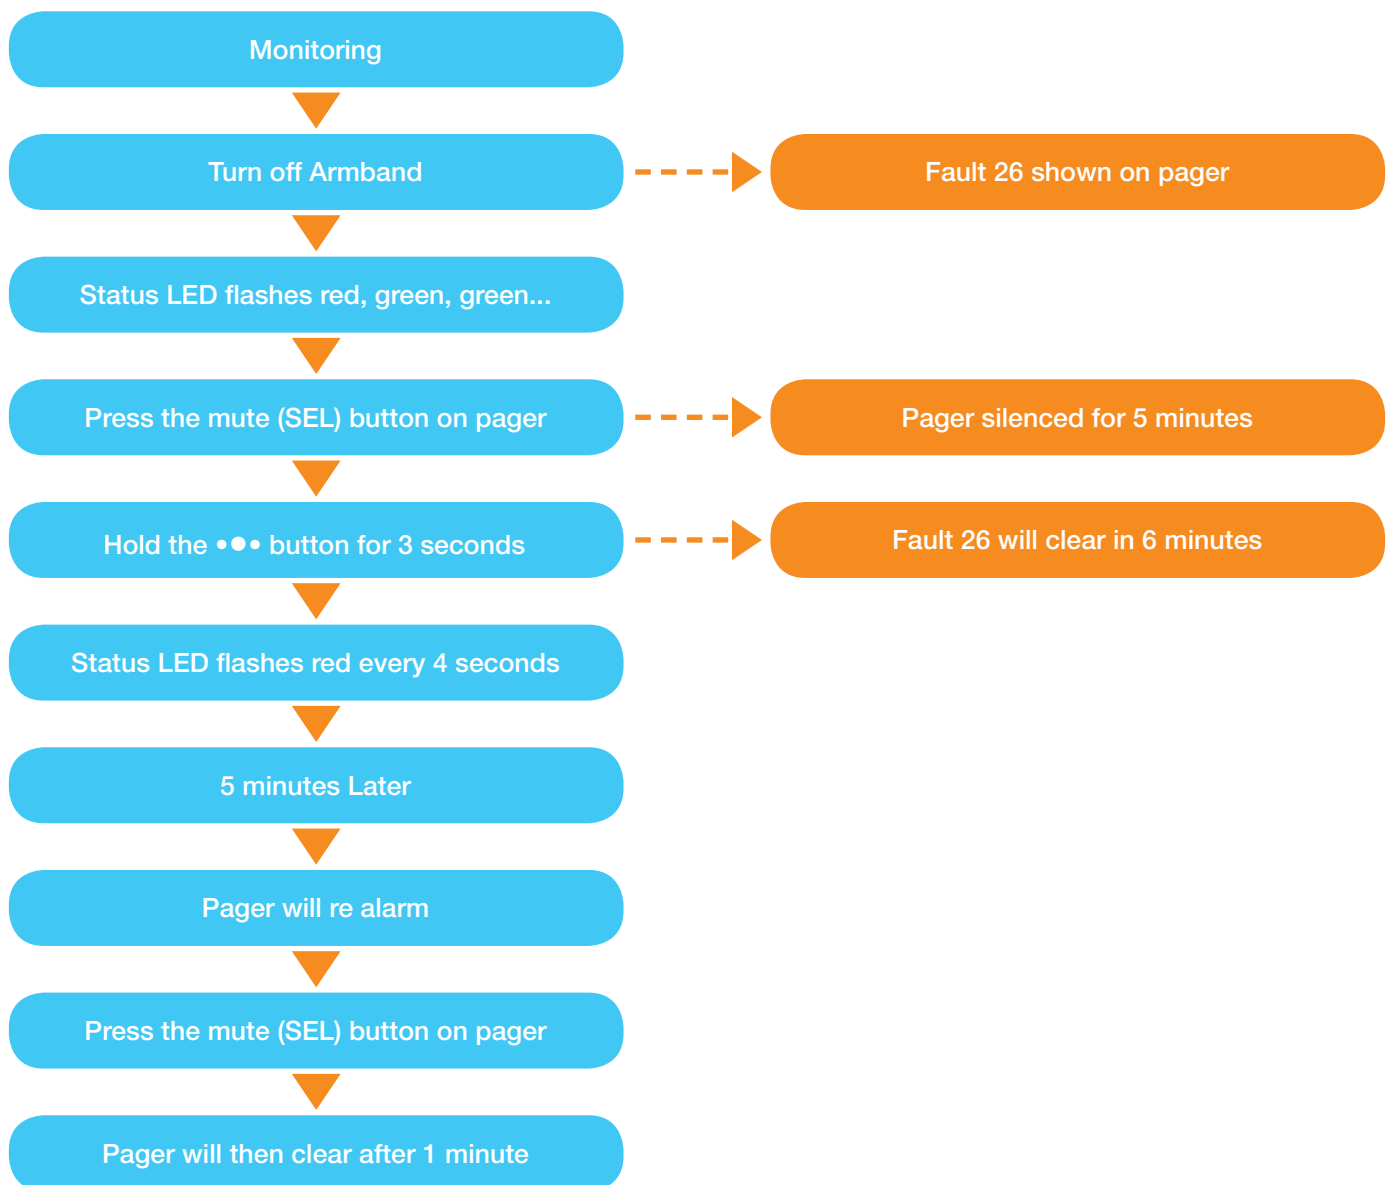 Monitoring
Turn off Armband
Fault 26 shown on pager
Status LED flashes red, green, green...
Press the mute (SEL) button on pager
Pager silenced for 5 minutes
Hold the •●• button for 3 seconds
Fault 26 will clear in 6 minutes
Status LED flashes red every 4 seconds
5 minutes Later
Pager will re alarm
Press the mute (SEL) button on pager
Pager will then clear after 1 minute